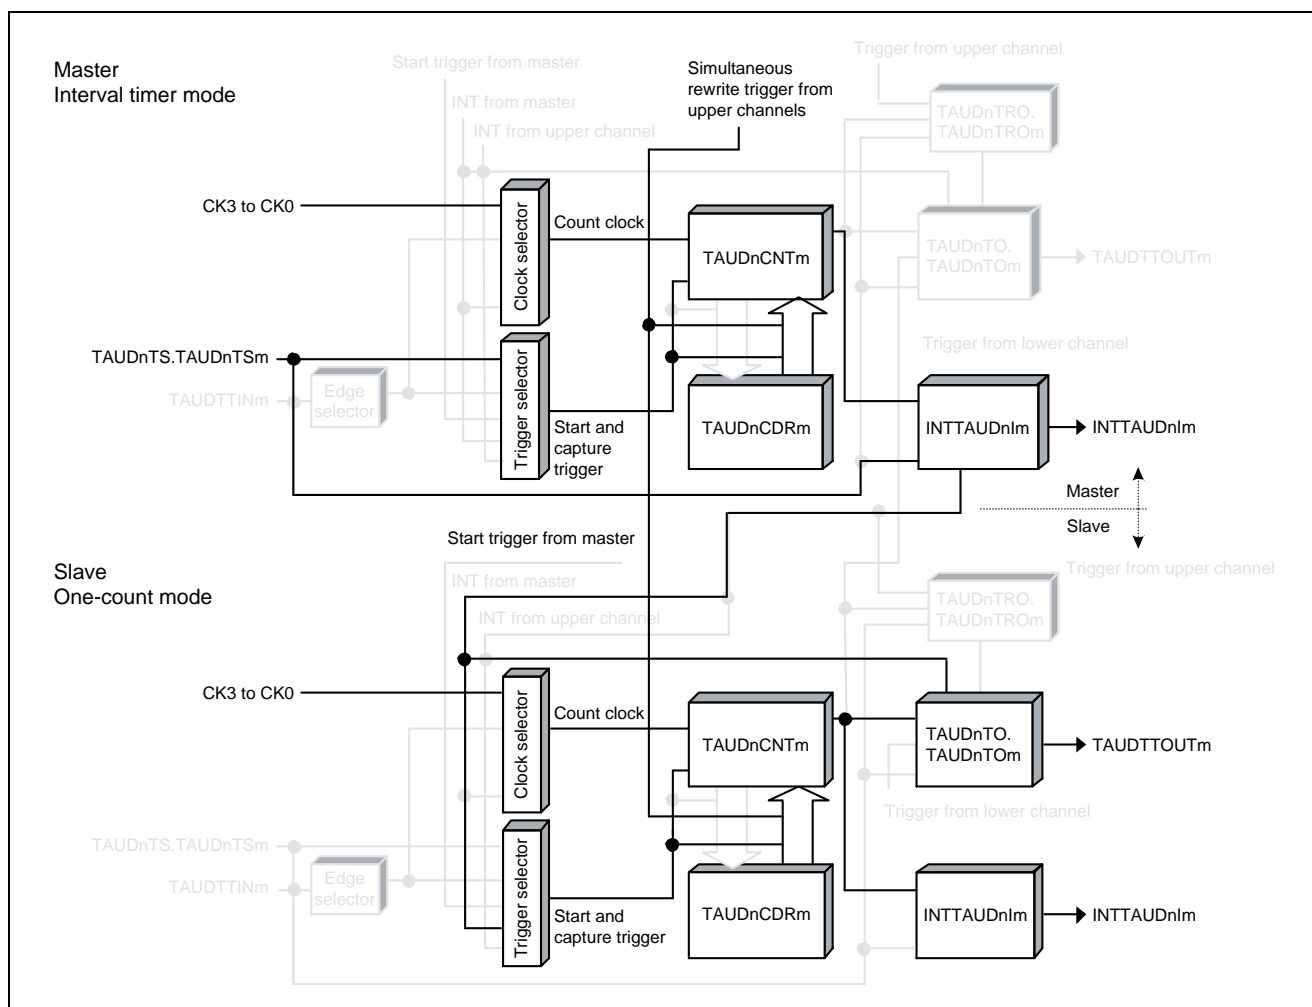 Master
Interval timer mode
Start trigger from master
INT from master
INT from upper channel
Simultaneous
rewrite trigger from
upper channels
Trigger from upper channel
TAUDnTRO.
TAUDnTROm
CK3 to CK0
Clock selector
Count clock
TAUDnCNTm
TAUDnTO.
TAUDnTOm
TAUDTTOUTm
TAUDnTS.TAUDnTSm
TAUDTTINm
Edge
selector
Trigger selector
Start and
capture
trigger
TAUDnCDRm
Trigger from lower channel
INTTAUDnIm
INTTAUDnIm
Master
Slave
Start trigger from master
Slave
One-count mode
INT from master
INT from upper channel
Trigger from upper channel
TAUDnTRO.
TAUDnTROm
CK3 to CK0
Clock selector
Count clock
TAUDnCNTm
TAUDnTO.
TAUDnTOm
TAUDTTOUTm
Trigger from lower channel
TAUDnTS.TAUDnTSm
TAUDTTINm
Edge
selector
Trigger selector
Start and
capture trigger
TAUDnCDRm
INTTAUDnIm
INTTAUDnIm